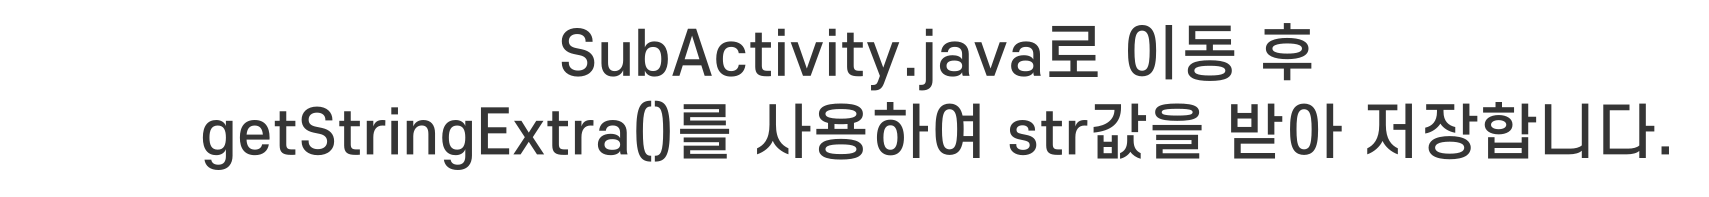 SubActivity.java로 이동 후
getStringExtra()를 사용하여 str값을 받아 저장합니다.